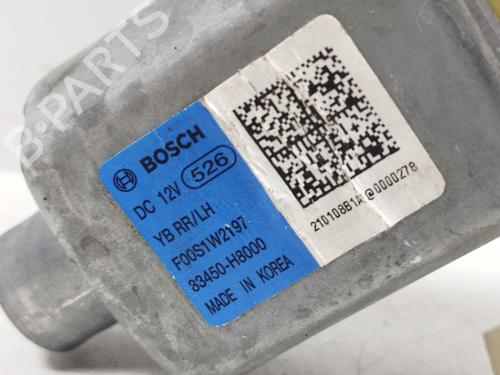 BOSCH
DC 12V 526
YB RR/LH
F00S1W2197
83450-H8000
MADE IN KOREA
210108B1A @0000278
B-PARTS